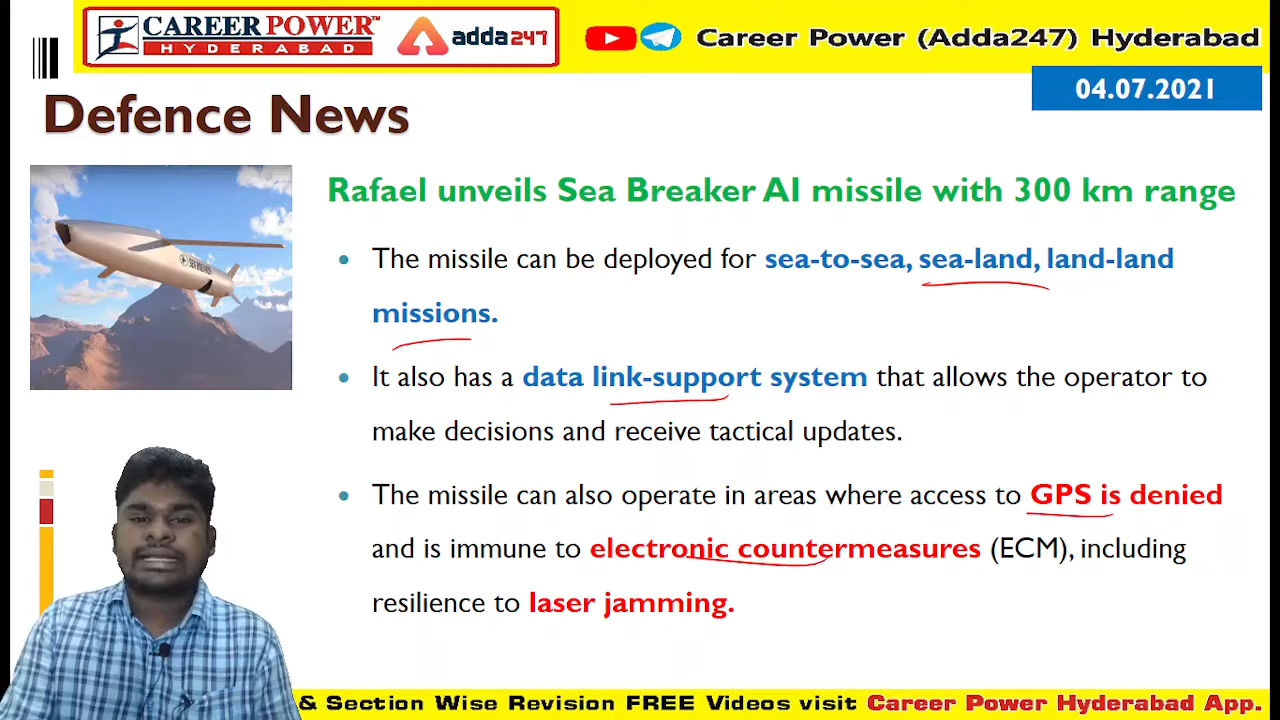 CAREER POWER™
HYDERABAD
adda247
Career Power (Adda247) Hyderabad
04.07.2021
Defence News
Rafael unveils Sea Breaker AI missile with 300 km range
SEA BREAKER
• The missile can be deployed for sea-to-sea, sea-land, land-land
missions.
• It also has a data link-support system that allows the operator to
make decisions and receive tactical updates.
• The missile can also operate in areas where access to GPS is denied
and is immune to electronic countermeasures (ECM), including
resilience to laser jamming.
& Section Wise Revision FREE Videos visit Career Power Hyderabad App.